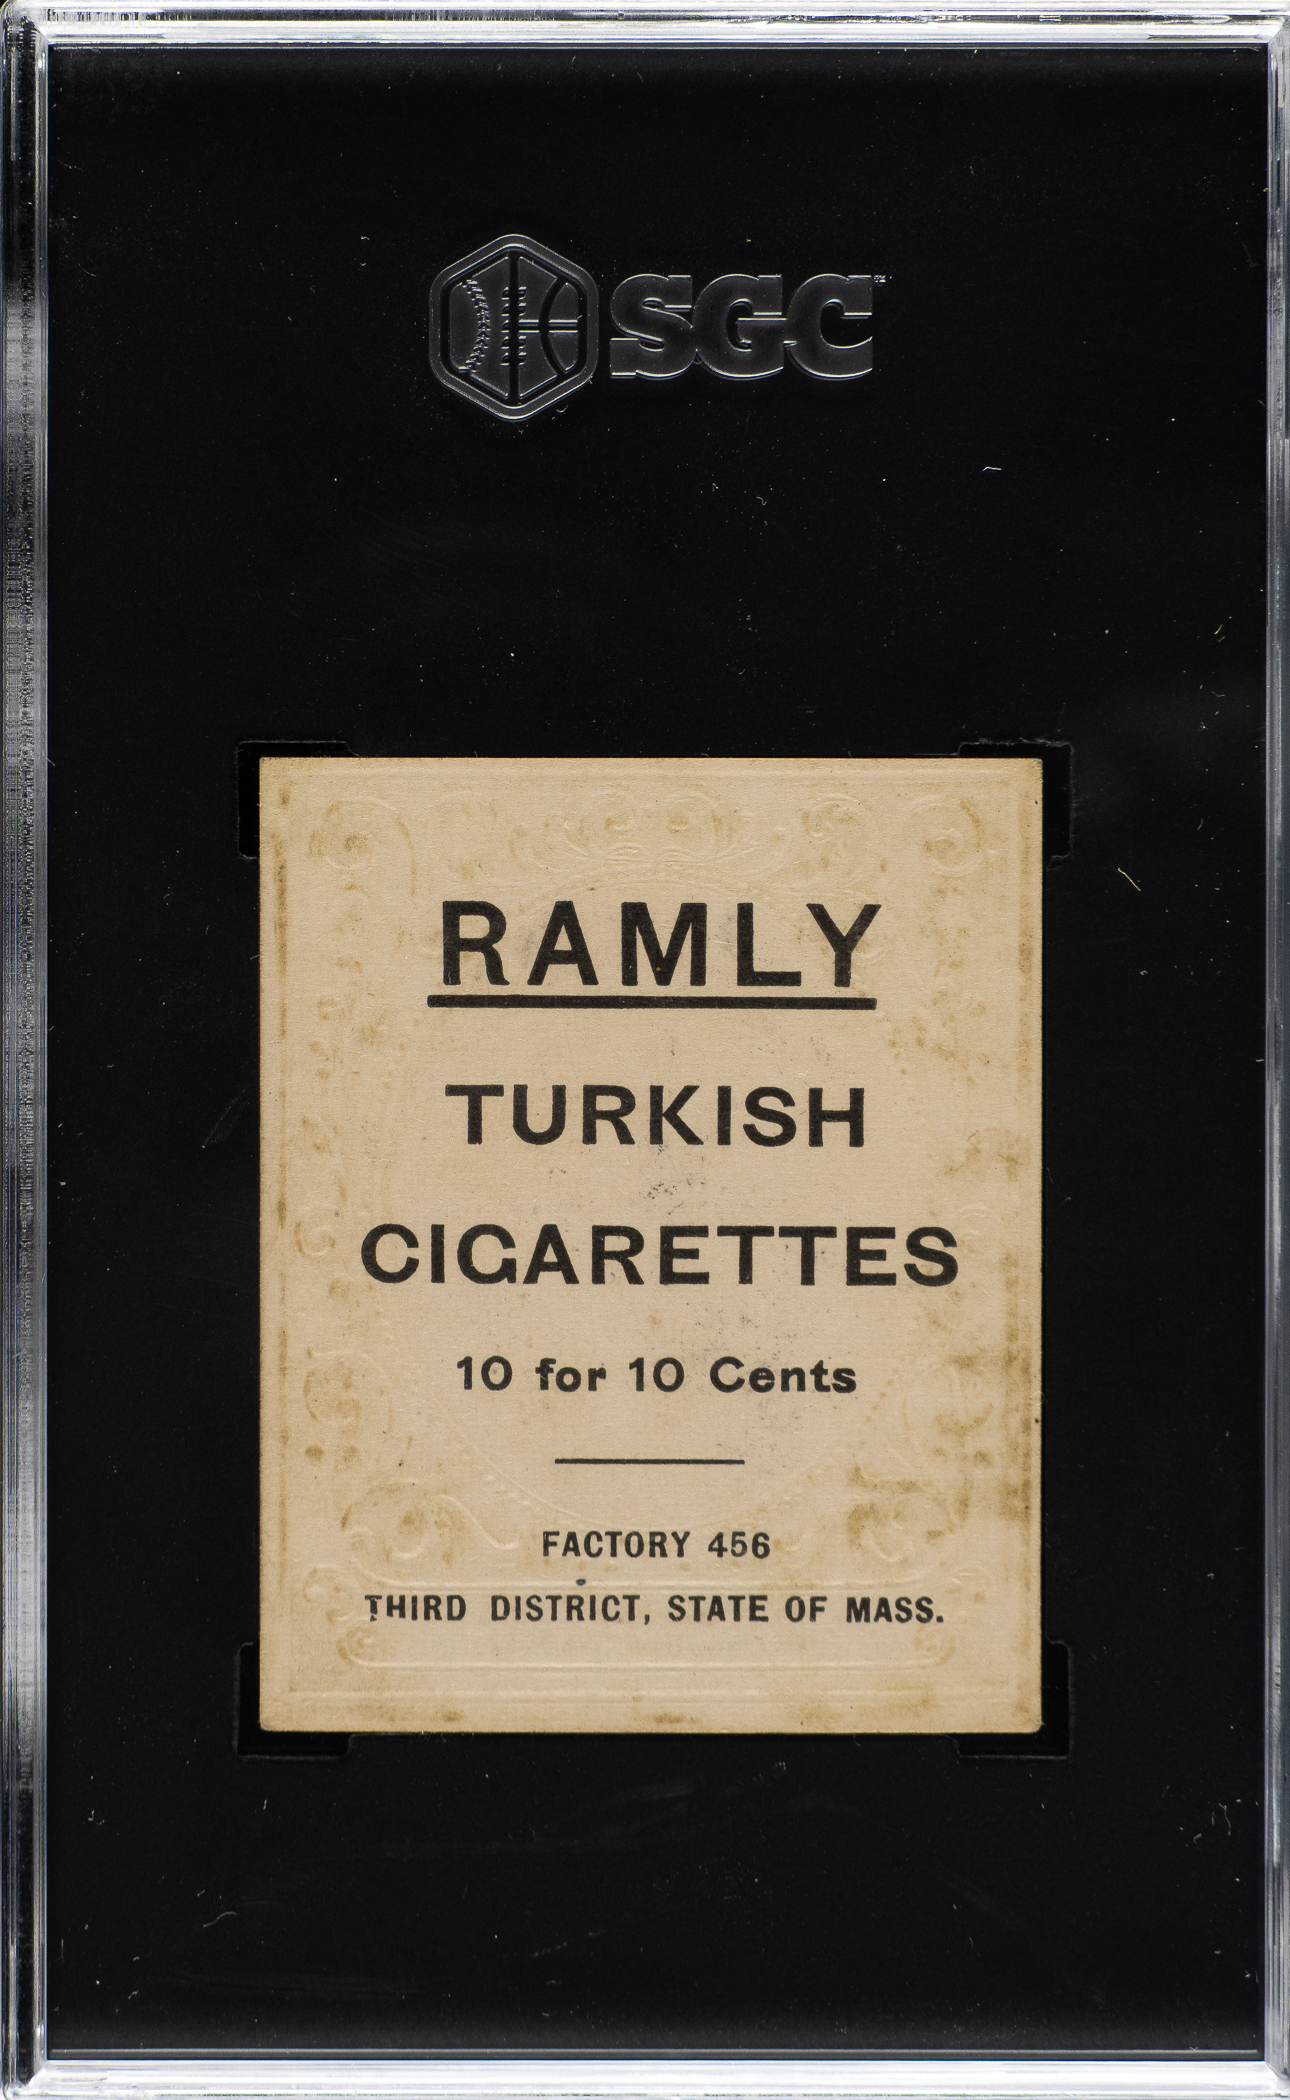 SGC
RAMLY
TURKISH
CIGARETTES
10 for 10 Cents
FACTORY 456
THIRD DISTRICT, STATE OF MASS.